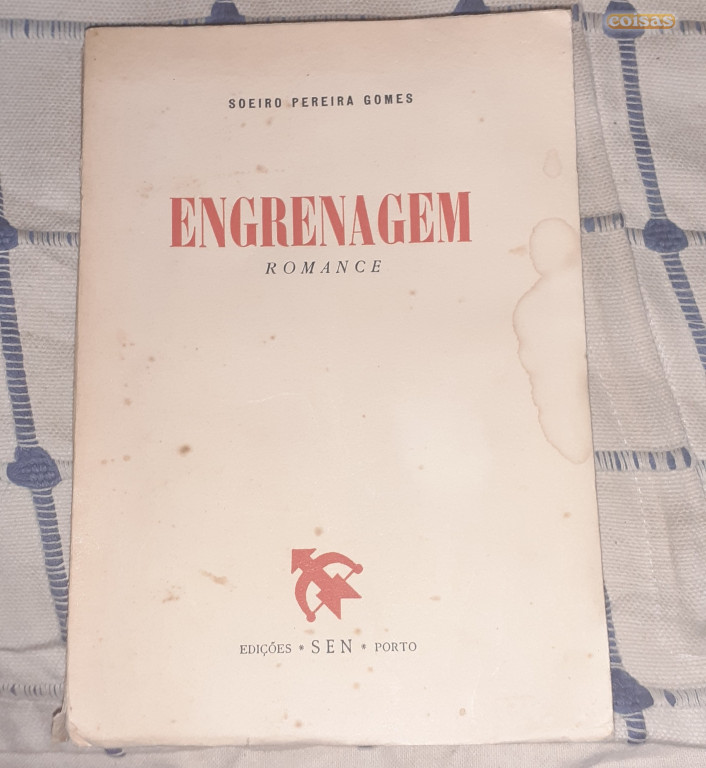 coisas
SOEIRO PEREIRA GOMES
ENGRENAGEM
ROMANCE
EDIÇÕES * SEN * PORTO